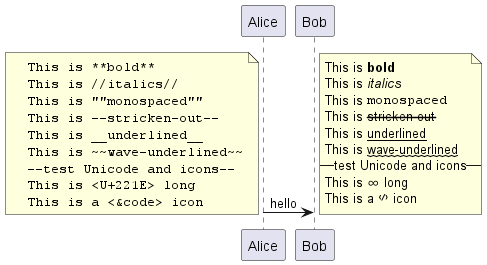 Alice Bob
This is **bold**
This is //italics//
This is ""monospaced""
This is --stricken-out--
This is __underlined__
This is ~~wave-underlined~~
--test Unicode and icons--
This is <U+221E> long
This is a <&code> icon
This is bold
This is italics
This is monospaced
This is stricken-out
This is underlined
This is wave-underlined
test Unicode and icons
This is ∞ long
This is a icon
hello
Alice Bob